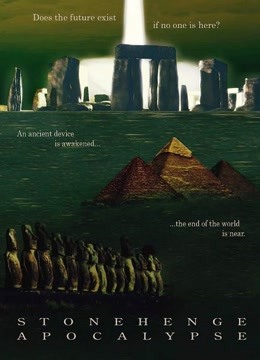 Does the future exist
if no one is here?
An ancient device
is awakened...
...the end of the world
is near.
STONEHENGE
APOCALYPSE